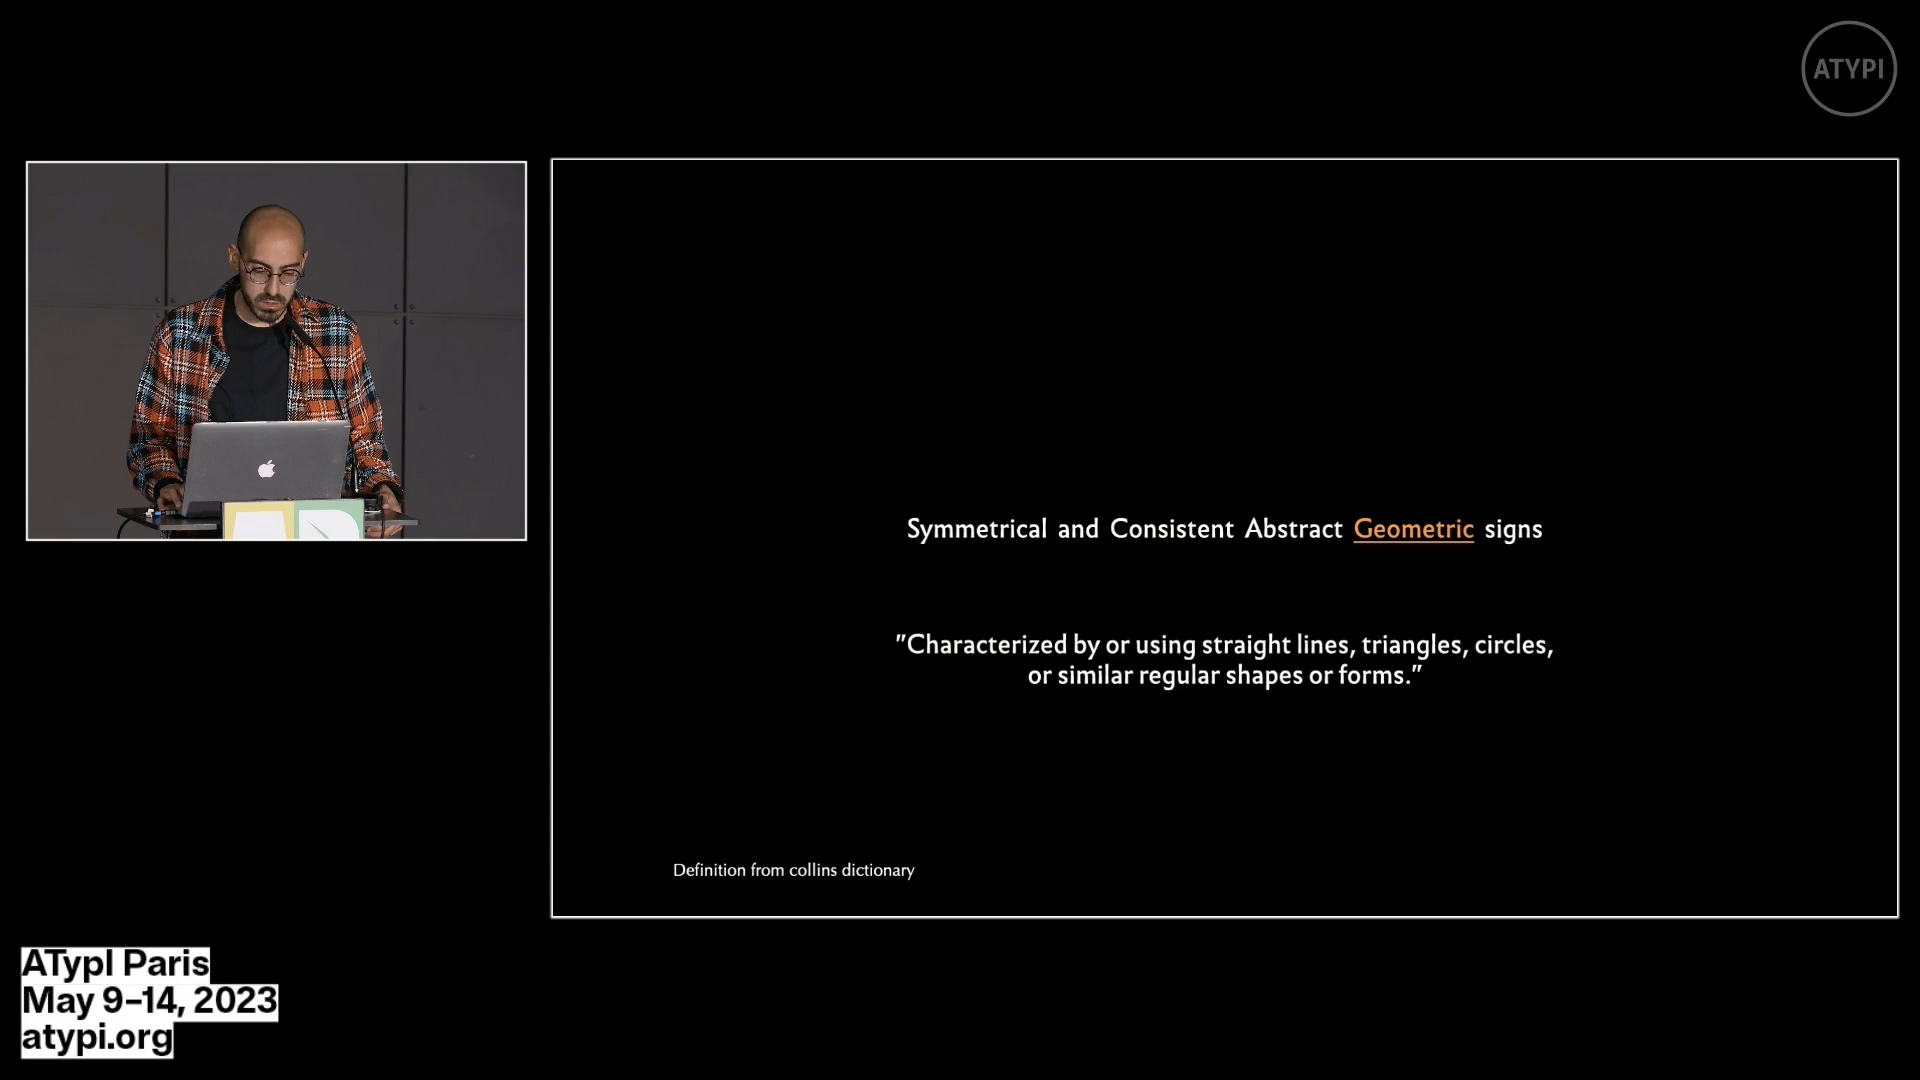 ATYPI
Symmetrical and Consistent Abstract Geometric signs
"Characterized by or using straight lines, triangles, circles,
or similar regular shapes or forms."
Definition from collins dictionary
ATypI Paris
May 9–14, 2023
atypi.org